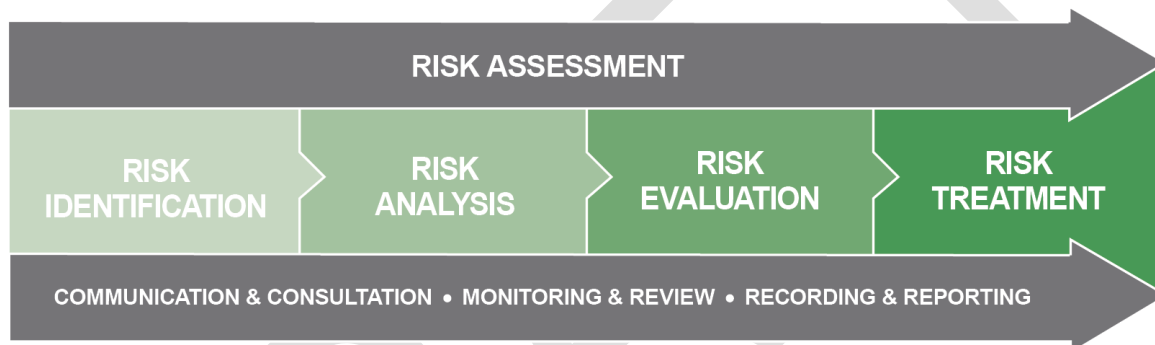 RISK ASSESSMENT
RISK
IDENTIFICATION
RISK
ANALYSIS
RISK
EVALUATION
RISK
TREATMENT
COMMUNICATION & CONSULTATION • MONITORING & REVIEW • RECORDING & REPORTING